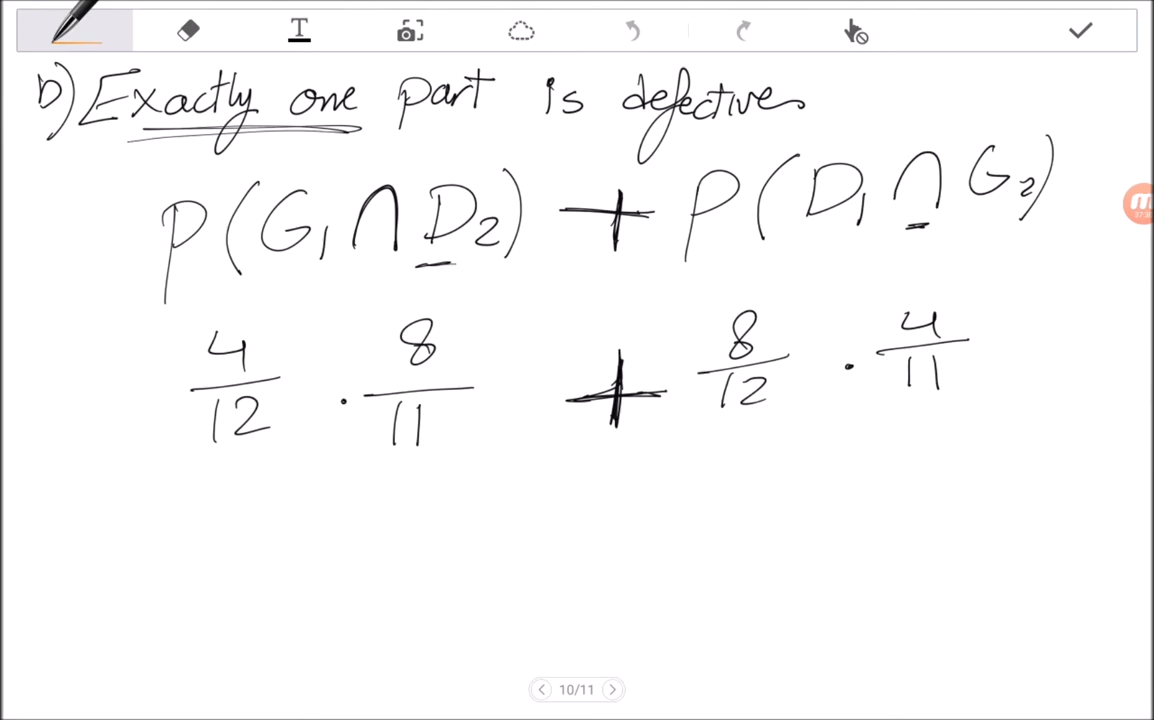 T
b) Exactly one part is defective.
P(G₁ ∩ D₂) + P(D₁ ∩ G₂)
4/12 · 8/11 + 8/12 · 4/11
10/11